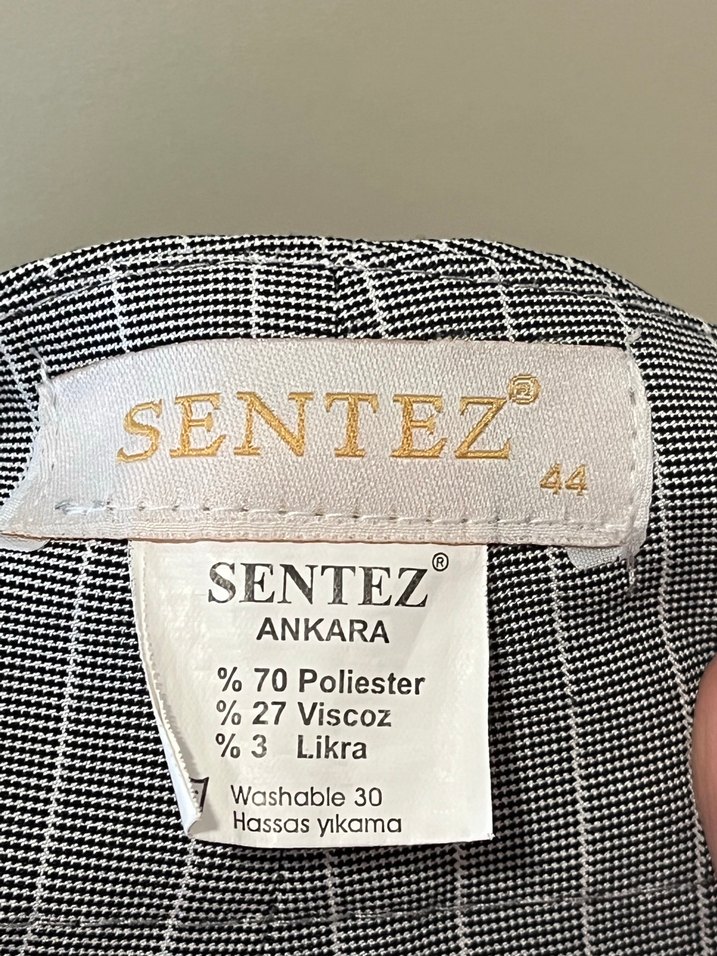 SENTEZ®
44
SENTEZ®
ANKARA
% 70 Poliester
% 27 Viscoz
% 3 Likra
Washable 30
Hassas yıkama